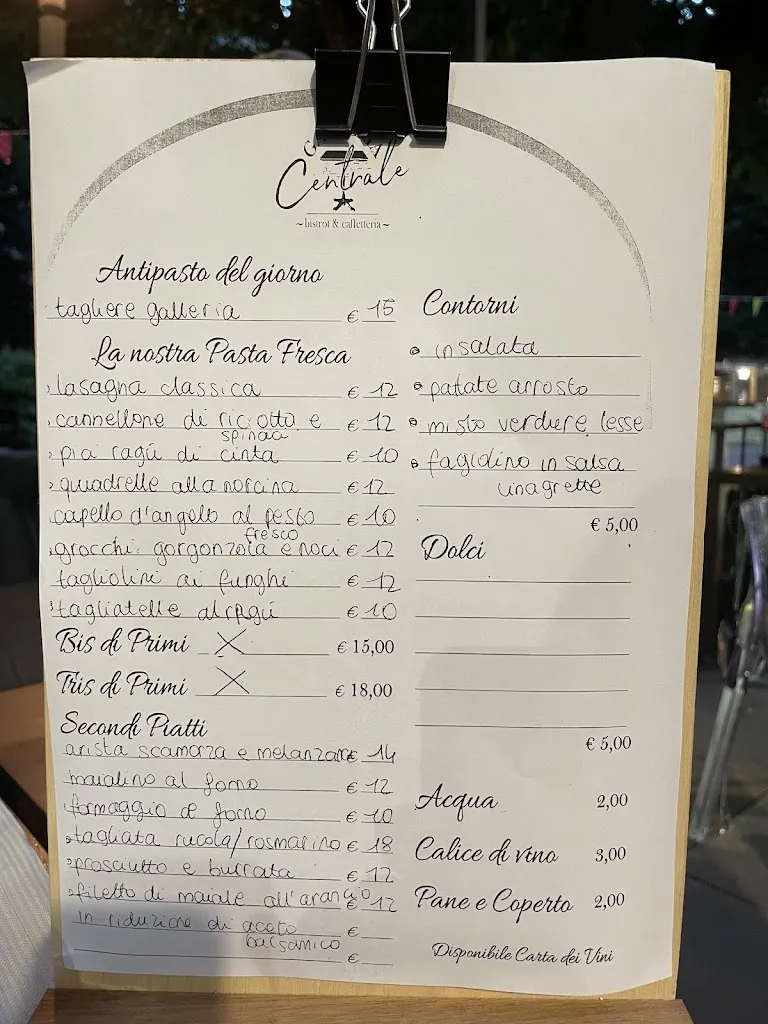 Centrale
~bistrot & caffetteria~
Antipasto del giorno
tagliere galleria € 15
La nostra Pasta Fresca
lasagna classica € 12
cannellone di ricotta e € 12
spinaci
pici ragù di cinta € 10
quadrelle alla norcina € 12
capello d'angelo al pesto € 10
fresco
gnocchi gorgonzola e noci € 12
tagliolini ai funghi € 12
tagliatelle al ragù € 10
Bis di Primi X € 15,00
Tris di Primi X € 18,00
Secondi Piatti
arista scamorza e melanzane € 14
maialino al forno € 12
formaggio al forno € 10
tagliata rucola/rosmarino € 18
prosciutto e burrata € 12
filetto di maiale all'arancio € 12
in riduzione di aceto €
balsamico
€
Contorni
insalata
patate arrosto
misto verdure lesse
fagiolino in salsa
vinagrette
€ 5,00
Dolci
€ 5,00
Acqua 2,00
Calice di vino 3,00
Pane e Coperto 2,00
Disponibile Carta dei Vini